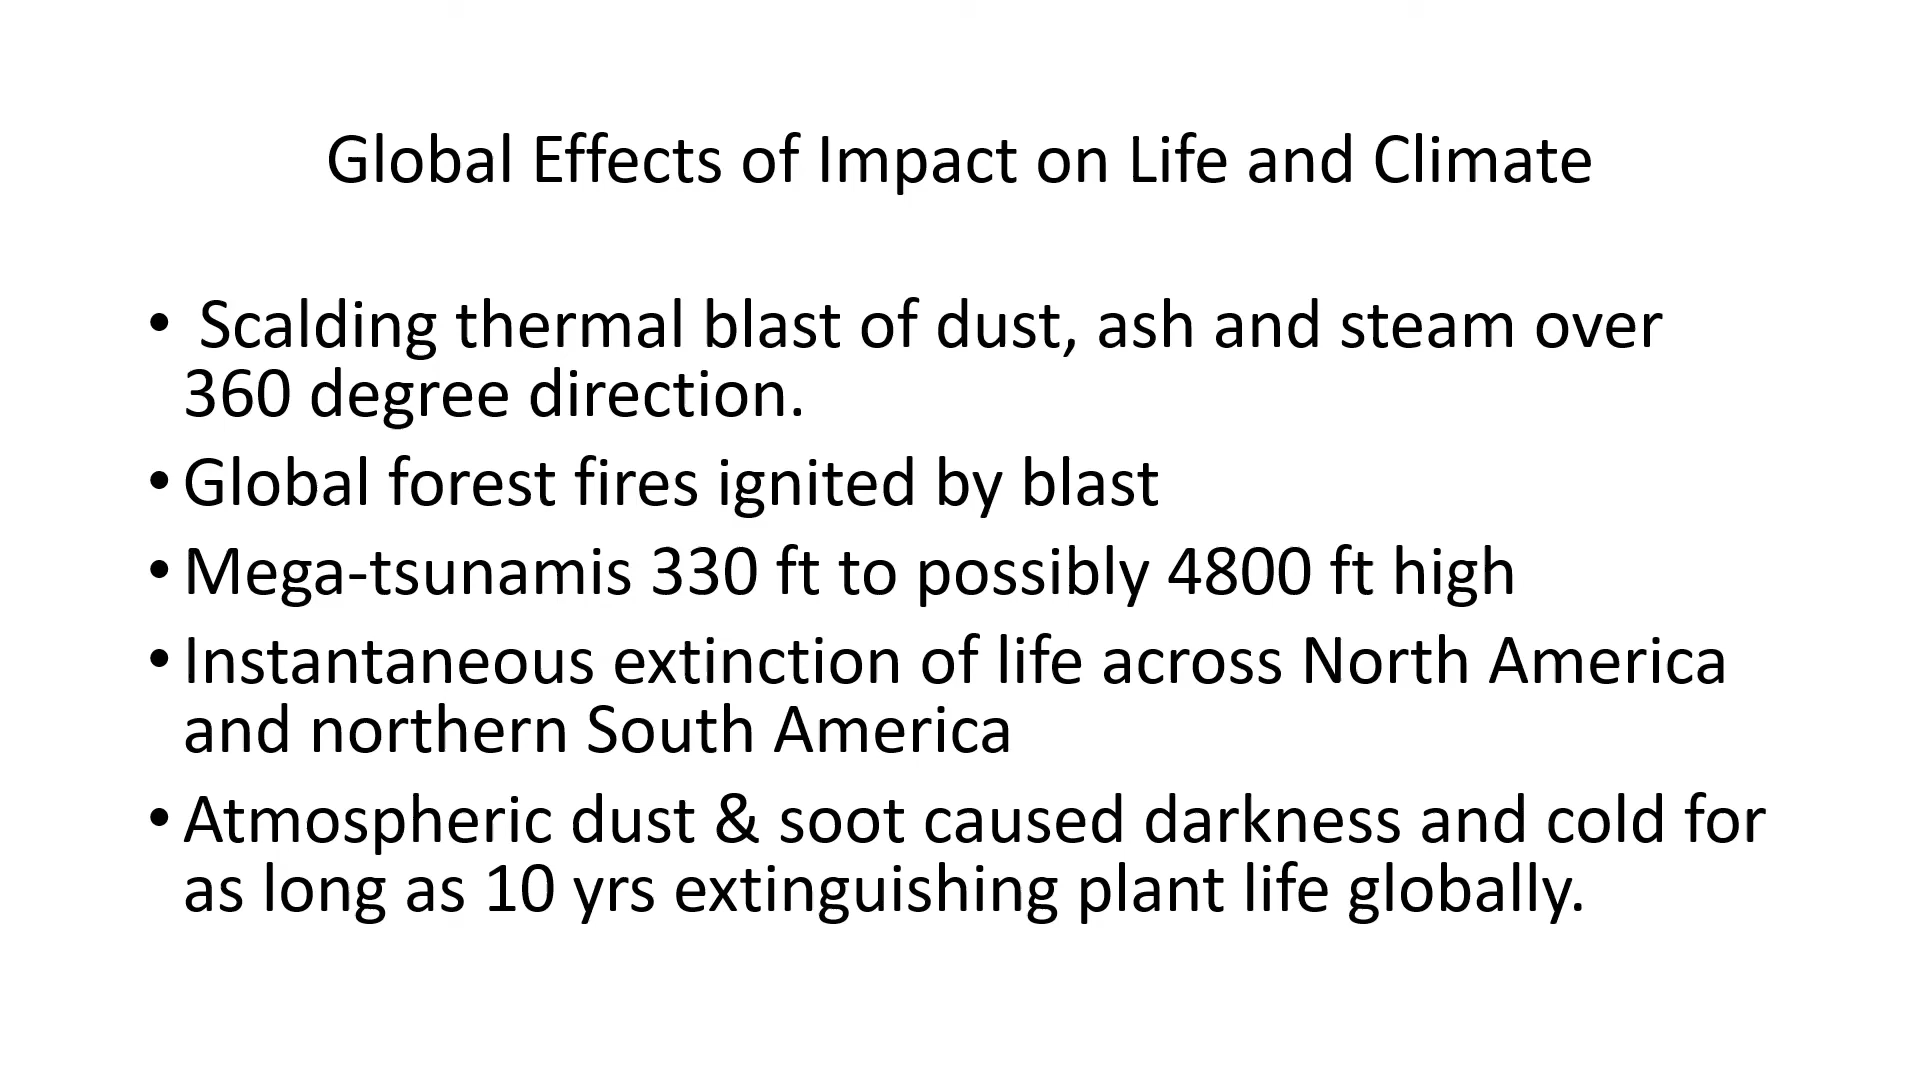 Global Effects of Impact on Life and Climate
• Scalding thermal blast of dust, ash and steam over
360 degree direction.
• Global forest fires ignited by blast
• Mega-tsunamis 330 ft to possibly 4800 ft high
• Instantaneous extinction of life across North America
and northern South America
• Atmospheric dust & soot caused darkness and cold for
as long as 10 yrs extinguishing plant life globally.